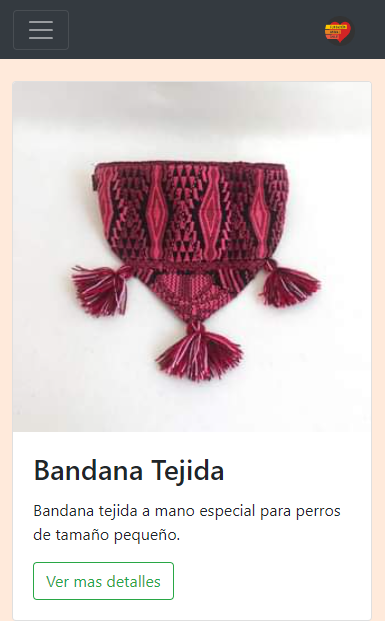 Bandana Tejida
Bandana tejida a mano especial para perros
de tamaño pequeño.
Ver mas detalles